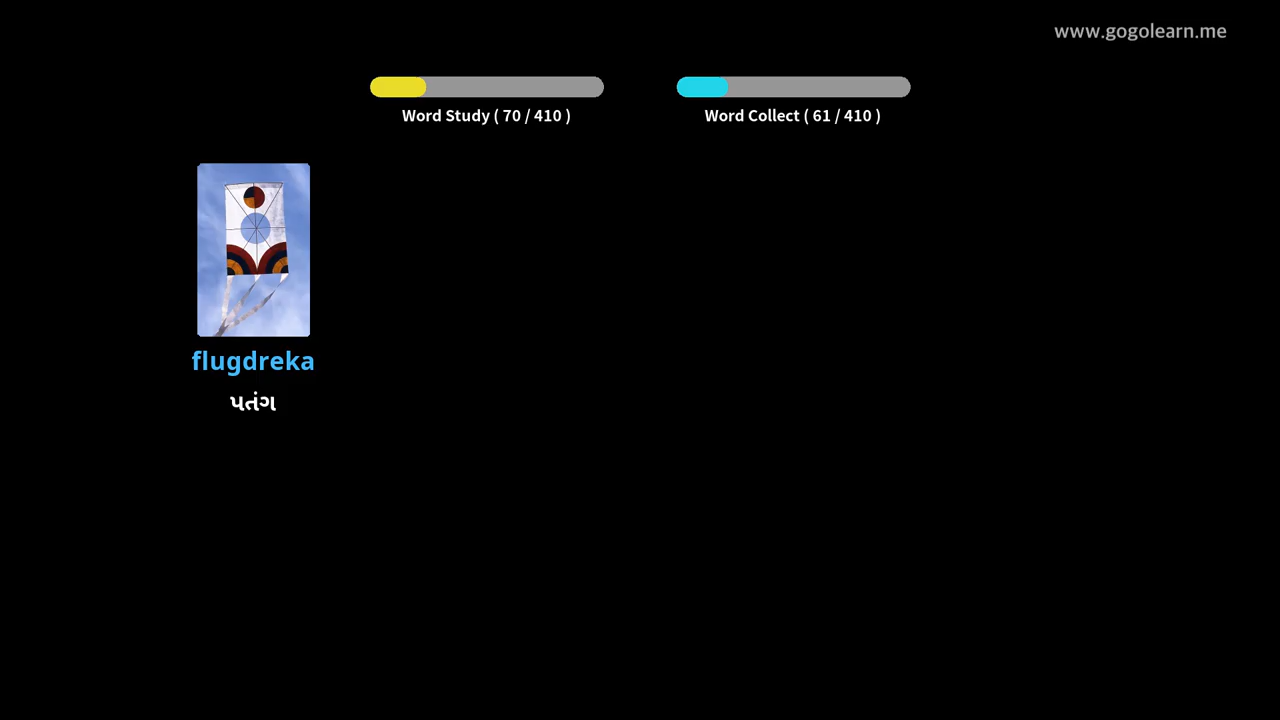 www.gogolearn.me
Word Study ( 70 / 410 )
Word Collect ( 61 / 410 )
flugdreka
પતંગ